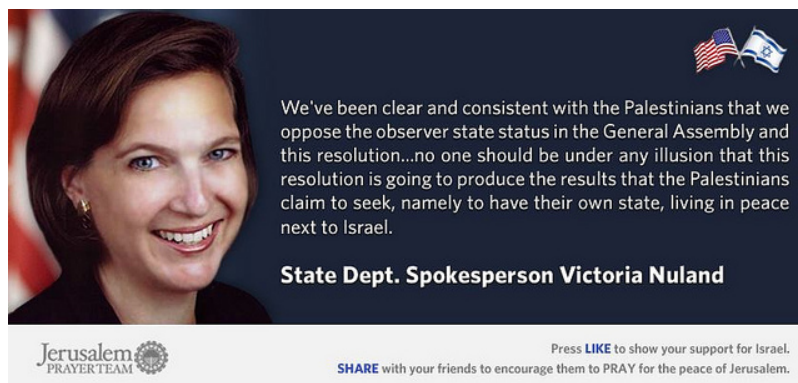 We've been clear and consistent with the Palestinians that we
oppose the observer state status in the General Assembly and
this resolution...no one should be under any illusion that this
resolution is going to produce the results that the Palestinians
claim to seek, namely to have their own state, living in peace
next to Israel.
State Dept. Spokesperson Victoria Nuland
Jerusalem
PRAYER TEAM
Press LIKE to show your support for Israel.
SHARE with your friends to encourage them to PRAY for the peace of Jerusalem.